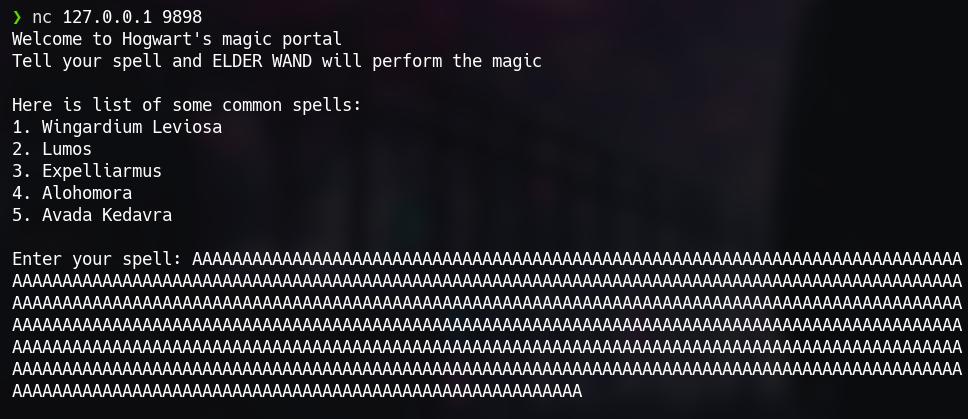 ❯ nc 127.0.0.1 9898
Welcome to Hogwart's magic portal
Tell your spell and ELDER WAND will perform the magic
Here is list of some common spells:
1. Wingardium Leviosa
2. Lumos
3. Expelliarmus
4. Alohomora
5. Avada Kedavra
Enter your spell: AAAAAAAAAAAAAAAAAAAAAAAAAAAAAAAAAAAAAAAAAAAAAAAAAAAAAAAAAAAAAAAAAAAAAAAAAAAAA
AAAAAAAAAAAAAAAAAAAAAAAAAAAAAAAAAAAAAAAAAAAAAAAAAAAAAAAAAAAAAAAAAAAAAAAAAAAAAAAAAAAAAAAAAAAAAAA
AAAAAAAAAAAAAAAAAAAAAAAAAAAAAAAAAAAAAAAAAAAAAAAAAAAAAAAAAAAAAAAAAAAAAAAAAAAAAAAAAAAAAAAAAAAAAAA
AAAAAAAAAAAAAAAAAAAAAAAAAAAAAAAAAAAAAAAAAAAAAAAAAAAAAAAAAAAAAAAAAAAAAAAAAAAAAAAAAAAAAAAAAAAAAAA
AAAAAAAAAAAAAAAAAAAAAAAAAAAAAAAAAAAAAAAAAAAAAAAAAAAAAAAAAAAAAAAAAAAAAAAAAAAAAAAAAAAAAAAAAAAAAAA
AAAAAAAAAAAAAAAAAAAAAAAAAAAAAAAAAAAAAAAAAAAAAAAAAAAAAAAAAAAAAAAAAAAAAAAAAAAAAAAAAAAAAAAAAAAAAAA
AAAAAAAAAAAAAAAAAAAAAAAAAAAAAAAAAAAAAAAAAAAAAAAAAAAAAAAAA